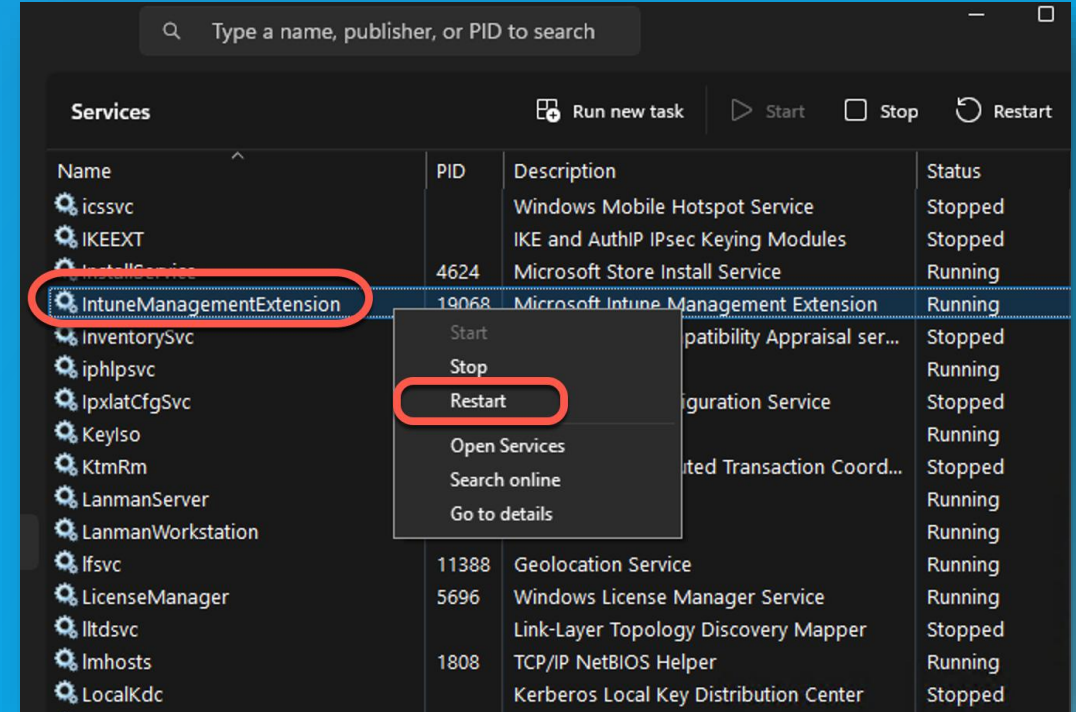 Type a name, publisher, or PID to search
Services Run new task Start Stop Restart
Name PID Description Status
icssvc Windows Mobile Hotspot Service Stopped
IKEEXT IKE and AuthIP IPsec Keying Modules Stopped
InstallService 4624 Microsoft Store Install Service Running
IntuneManagementExtension 19068 Microsoft Intune Management Extension Running
Start
InventorySvc patibility Appraisal ser... Stopped
Stop
iphlpsvc Running
Restart
IpxlatCfgSvc iguration Service Stopped
KeyIso Running
Open Services
KtmRm uted Transaction Coord... Stopped
Search online
LanmanServer Running
Go to details
LanmanWorkstation Running
lfsvc 11388 Geolocation Service Running
LicenseManager 5696 Windows License Manager Service Running
lltdsvc Link-Layer Topology Discovery Mapper Stopped
lmhosts 1808 TCP/IP NetBIOS Helper Running
LocalKdc Kerberos Local Key Distribution Center Stopped